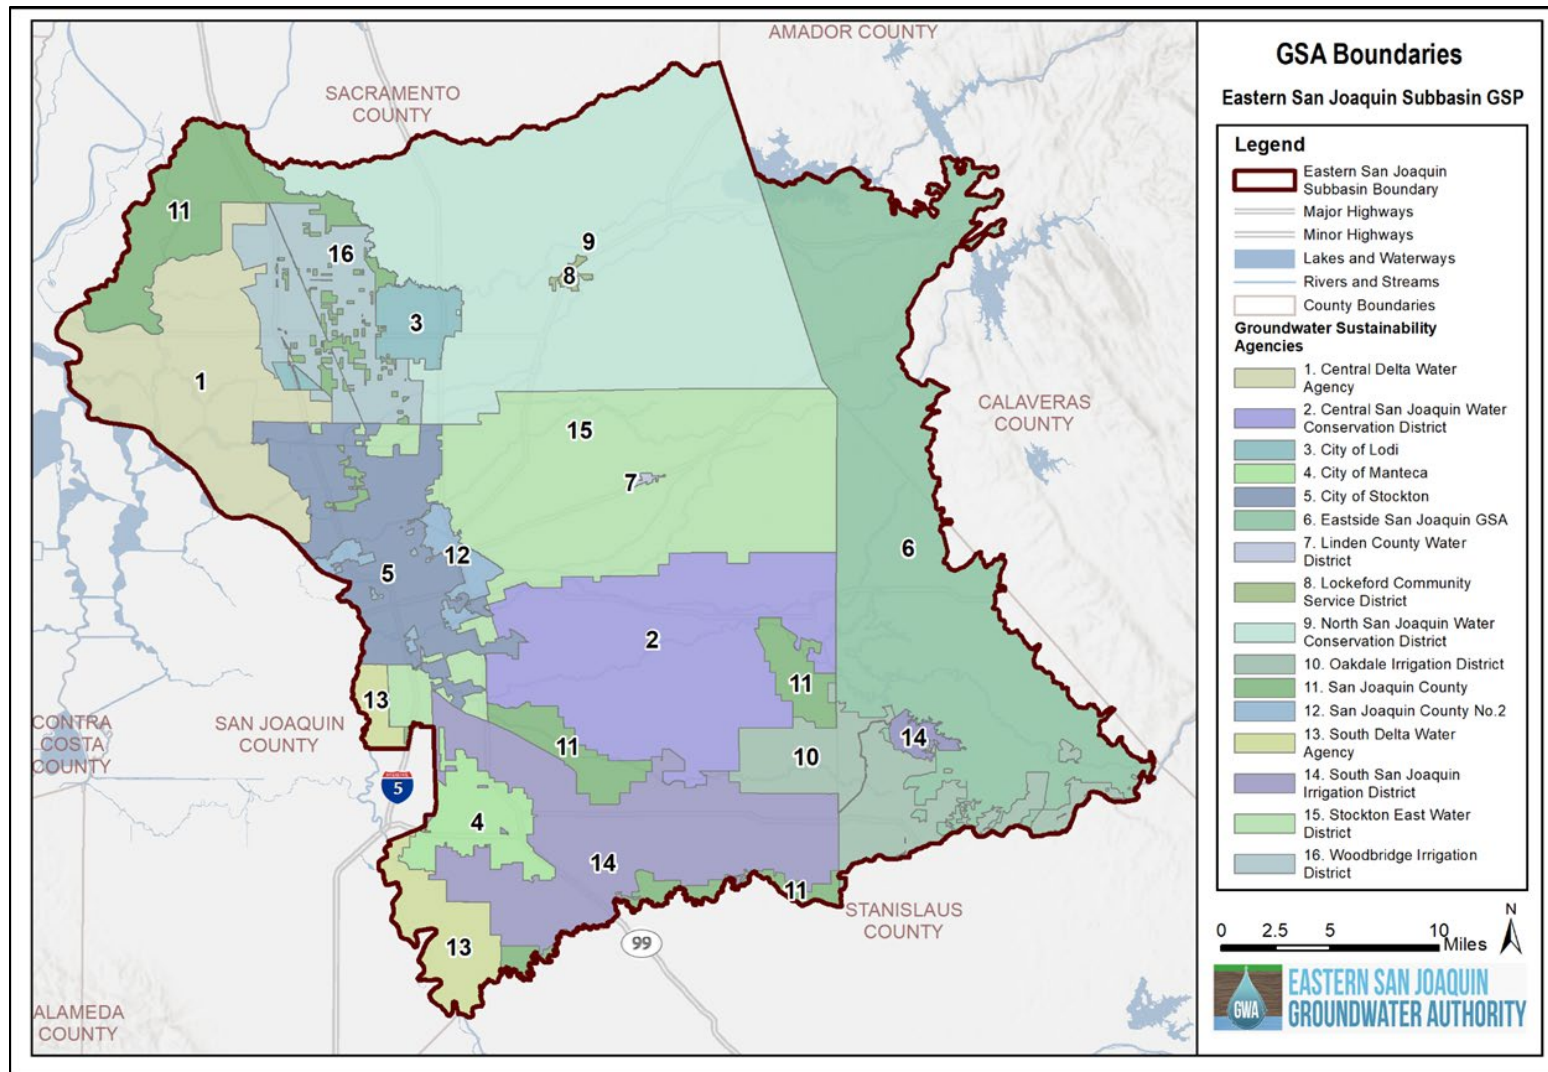 AMADOR COUNTY
SACRAMENTO
COUNTY
11
16
9
8
3
1
CALAVERAS
COUNTY
15
7
6
12
5
2
11
13
CONTRA
COSTA
COUNTY
SAN JOAQUIN
COUNTY
11
10
14
5
4
14
11
STANISLAUS
COUNTY
13
99
ALAMEDA
COUNTY
GSA Boundaries
Eastern San Joaquin Subbasin GSP
Legend
Eastern San Joaquin
Subbasin Boundary
Major Highways
Minor Highways
Lakes and Waterways
Rivers and Streams
County Boundaries
Groundwater Sustainability
Agencies
1. Central Delta Water
Agency
2. Central San Joaquin Water
Conservation District
3. City of Lodi
4. City of Manteca
5. City of Stockton
6. Eastside San Joaquin GSA
7. Linden County Water
District
8. Lockeford Community
Service District
9. North San Joaquin Water
Conservation District
10. Oakdale Irrigation District
11. San Joaquin County
12. San Joaquin County No.2
13. South Delta Water
Agency
14. South San Joaquin
Irrigation District
15. Stockton East Water
District
16. Woodbridge Irrigation
District
0 2.5 5 10
Miles
N
GWA
EASTERN SAN JOAQUIN
GROUNDWATER AUTHORITY